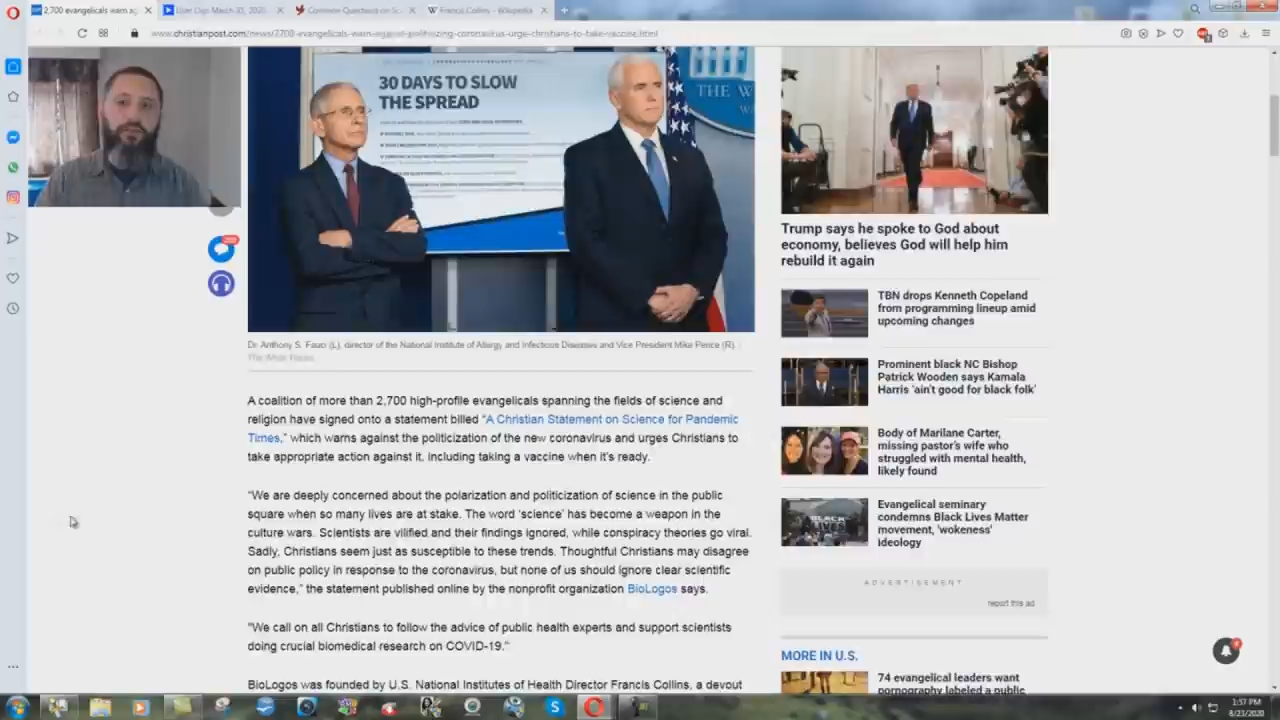 2,700 evangelicals warn ag
User Clips March 30, 2020
Common Questions on Sc
Francis Collins - Wikipedia
www.christianpost.com/news/2700-evangelicals-warn-against-politicizing-coronavirus-urge-christians-to-take-vaccine.html
30 DAYS TO SLOW
THE SPREAD
THE W
Dr. Anthony S. Fauci (L), director of the National Institute of Allergy and Infectious Diseases and Vice President Mike Pence (R). |
The White House
A coalition of more than 2,700 high-profile evangelicals spanning the fields of science and
religion have signed onto a statement billed “A Christian Statement on Science for Pandemic
Times,” which warns against the politicization of the new coronavirus and urges Christians to
take appropriate action against it, including taking a vaccine when it’s ready.
“We are deeply concerned about the polarization and politicization of science in the public
square when so many lives are at stake. The word ‘science’ has become a weapon in the
culture wars. Scientists are vilified and their findings ignored, while conspiracy theories go viral.
Sadly, Christians seem just as susceptible to these trends. Thoughtful Christians may disagree
on public policy in response to the coronavirus, but none of us should ignore clear scientific
evidence,” the statement published online by the nonprofit organization BioLogos says.
“We call on all Christians to follow the advice of public health experts and support scientists
doing crucial biomedical research on COVID-19.”
BioLogos was founded by U.S. National Institutes of Health Director Francis Collins, a devout
Trump says he spoke to God about
economy, believes God will help him
rebuild it again
TBN drops Kenneth Copeland
from programming lineup amid
upcoming changes
Prominent black NC Bishop
Patrick Wooden says Kamala
Harris 'ain't good for black folk'
Body of Marilane Carter,
missing pastor's wife who
struggled with mental health,
likely found
Evangelical seminary
condemns Black Lives Matter
movement, 'wokeness'
ideology
ADVERTISEMENT
report this ad
MORE IN U.S.
74 evangelical leaders want
pornography labeled a public
1:57 PM
8/23/2020